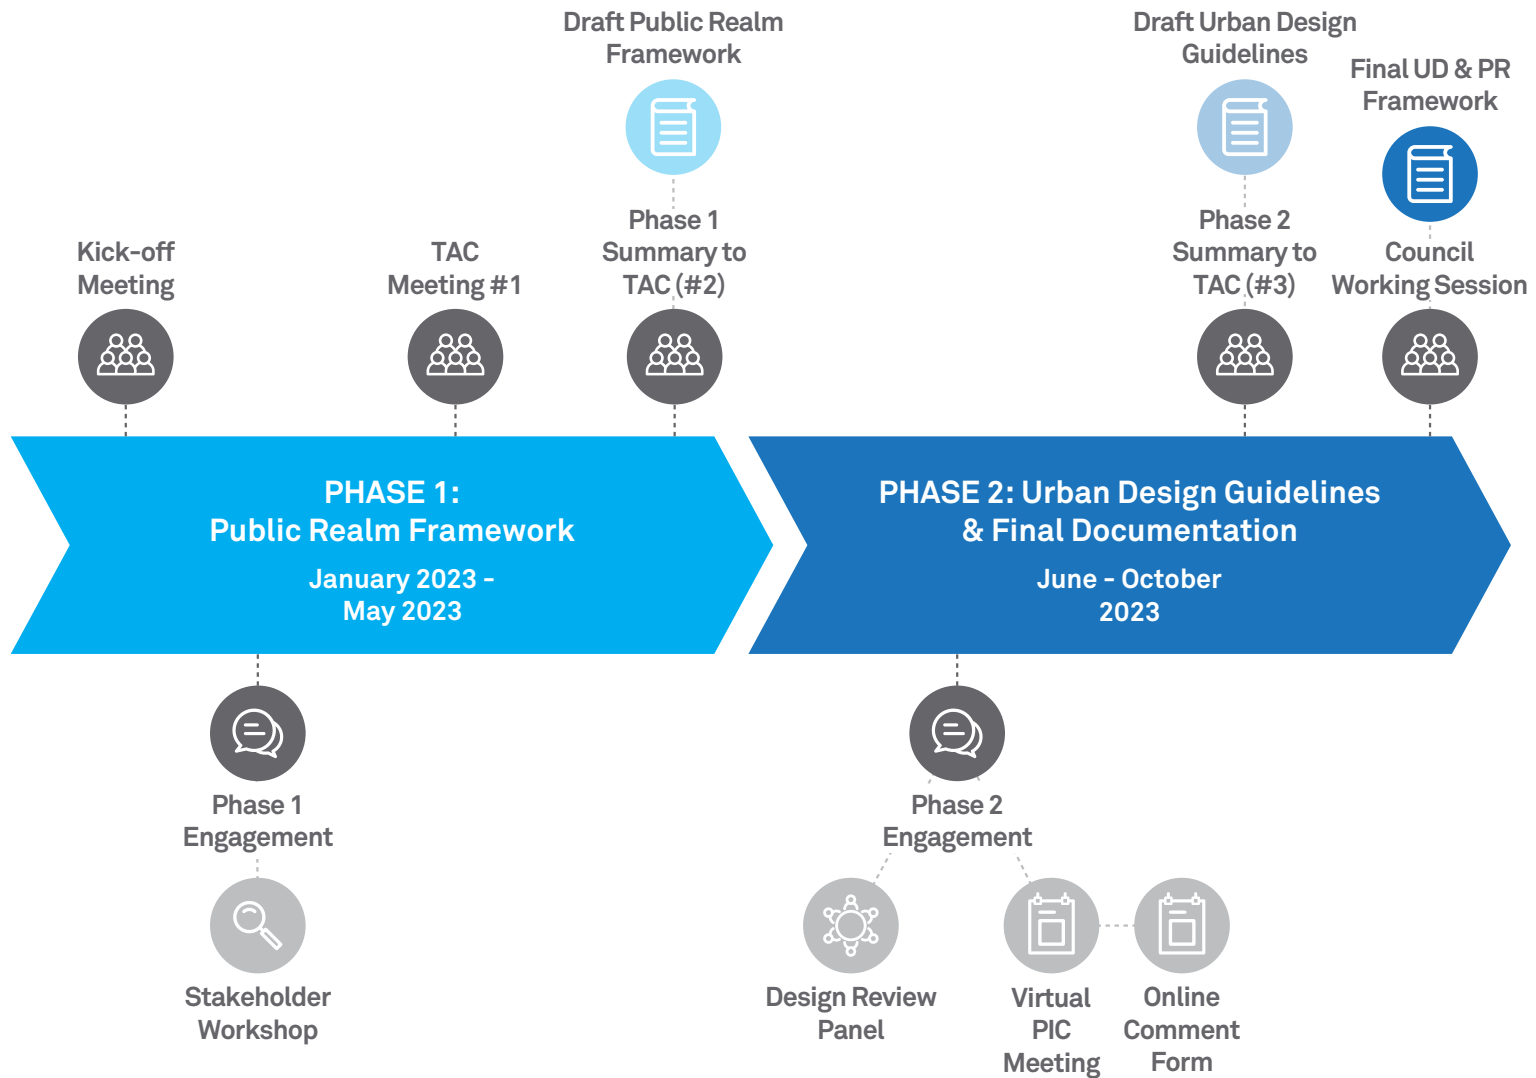 Draft Public Realm
Framework
Draft Urban Design
Guidelines
Final UD & PR
Framework
Kick-off
Meeting
TAC
Meeting #1
Phase 1
Summary to
TAC (#2)
Phase 2
Summary to
TAC (#3)
Council
Working Session
PHASE 1:
Public Realm Framework
January 2023 -
May 2023
PHASE 2: Urban Design Guidelines
& Final Documentation
June - October
2023
Phase 1
Engagement
Stakeholder
Workshop
Phase 2
Engagement
Design Review
Panel
Virtual
PIC
Meeting
Online
Comment
Form